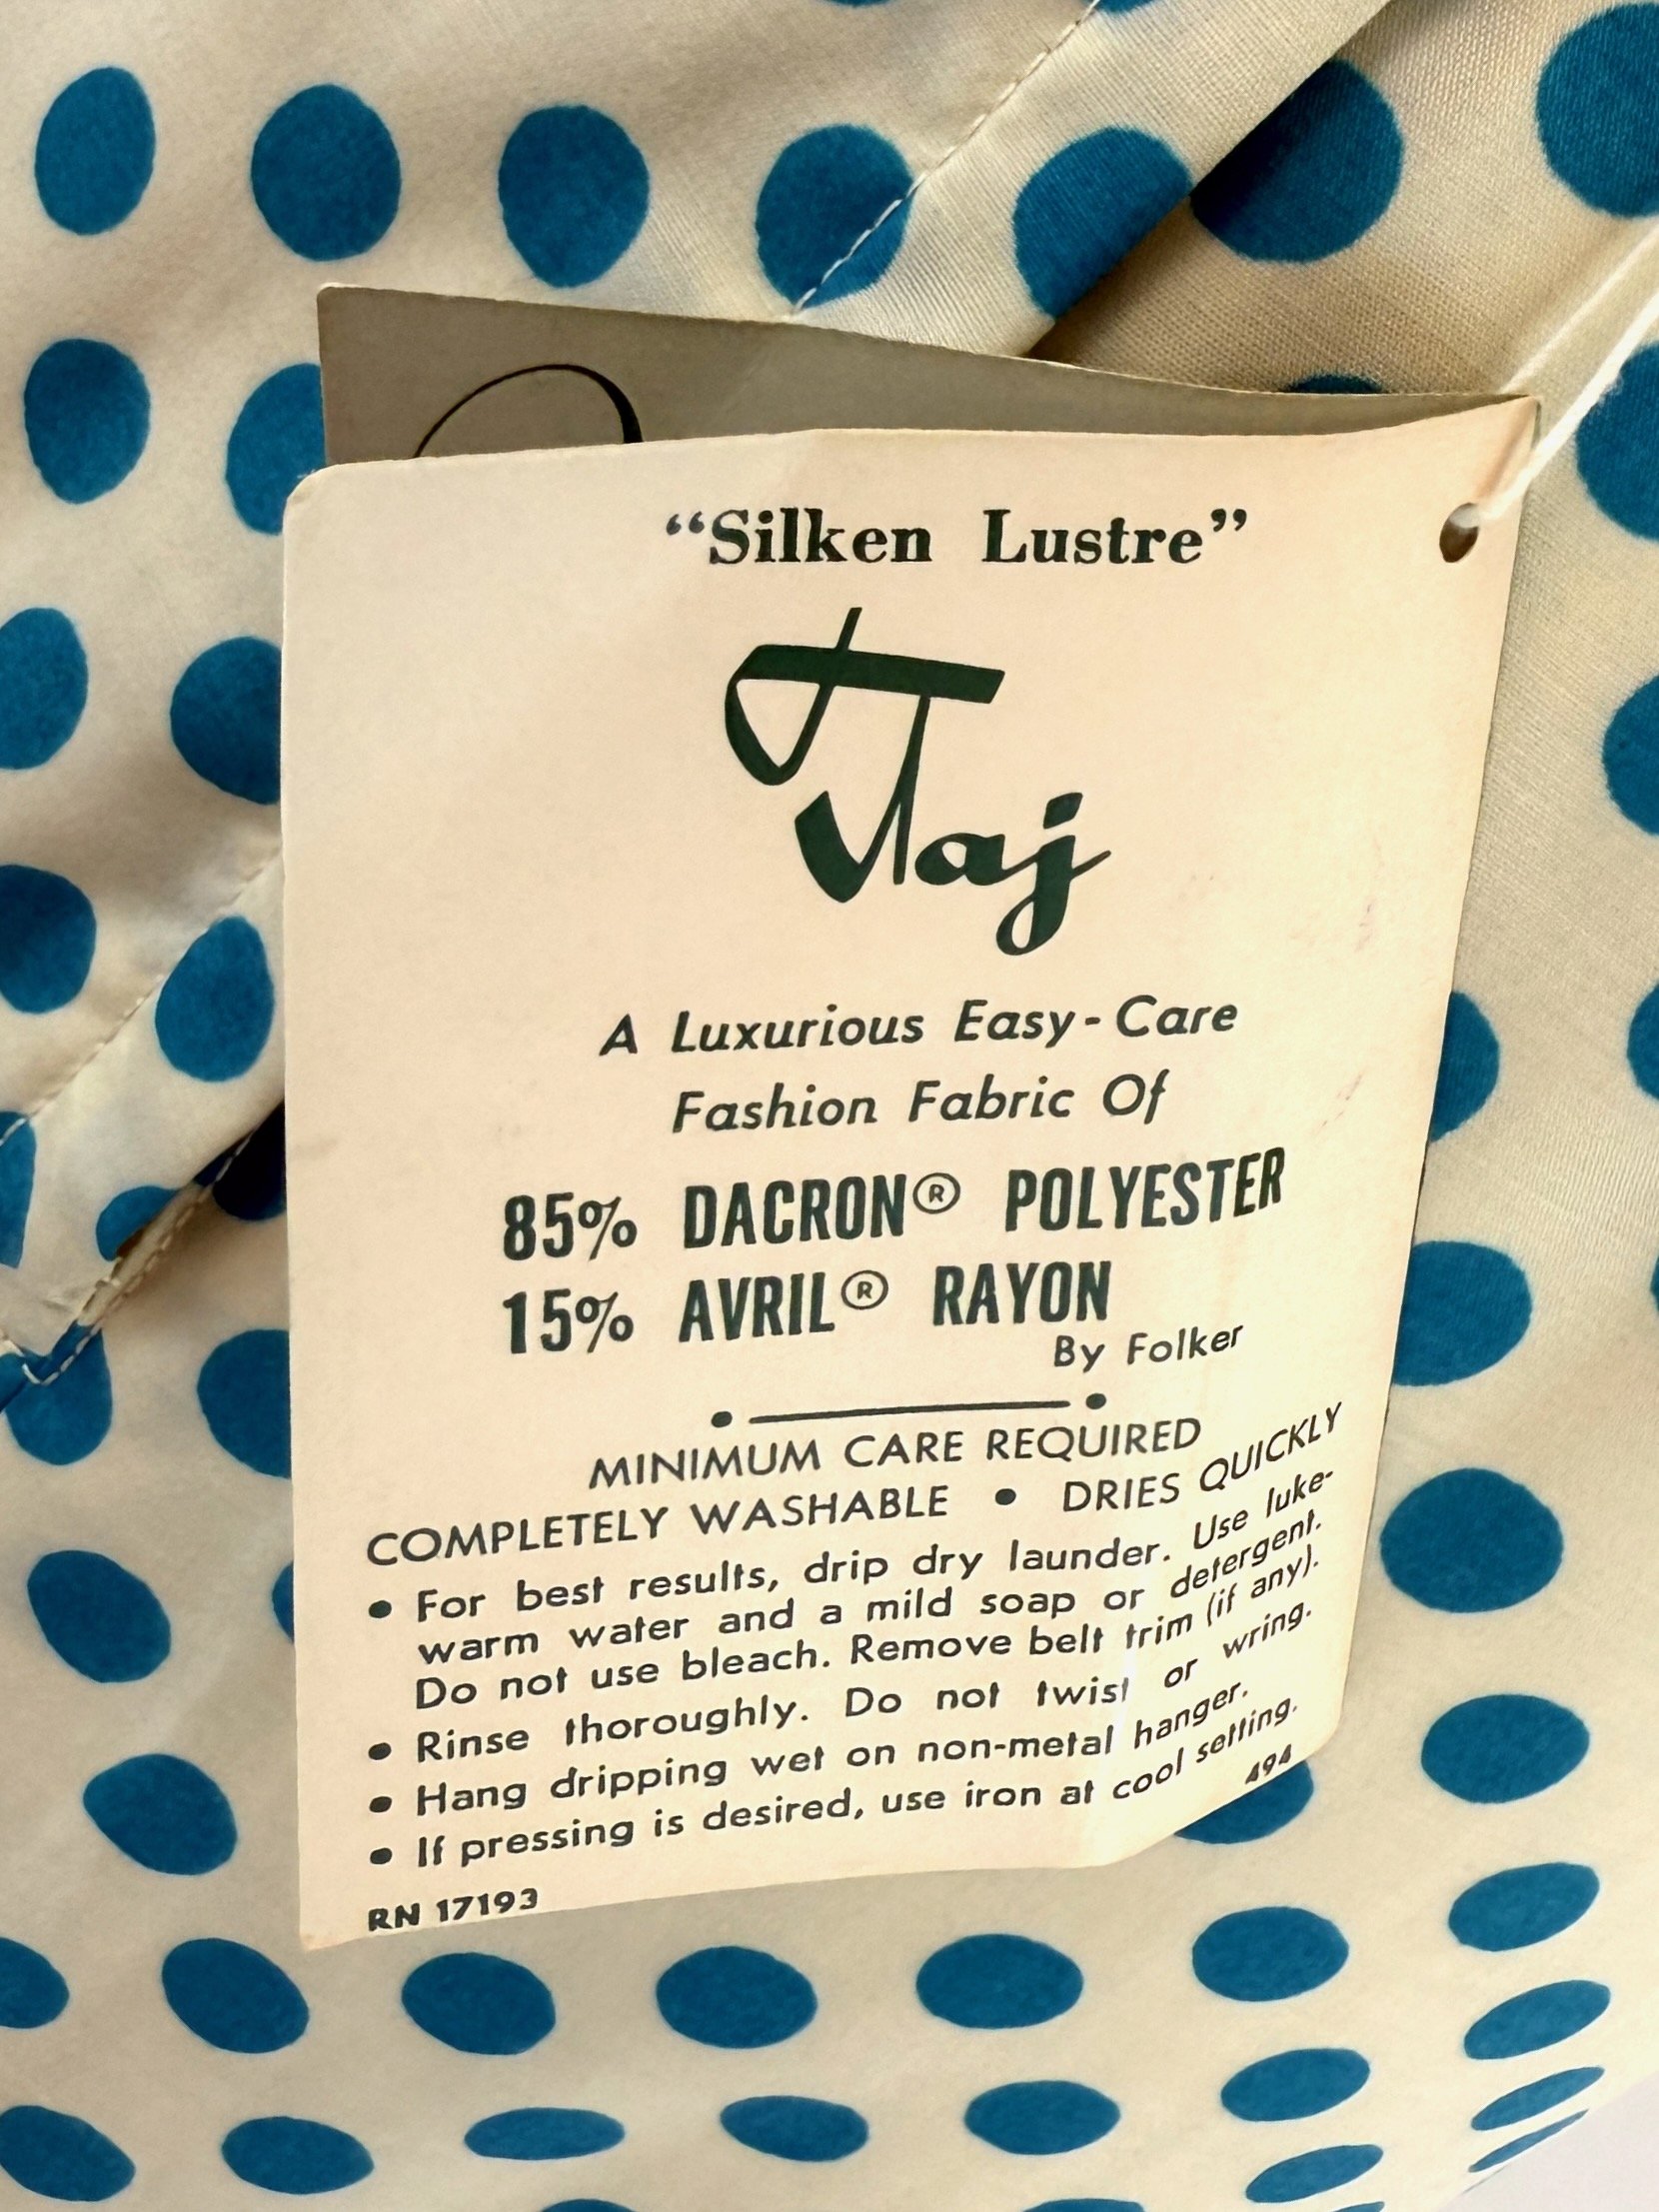 “Silken Lustre”
Taj
A Luxurious Easy-Care
Fashion Fabric Of
85% DACRON® POLYESTER
15% AVRIL® RAYON
By Folker
MINIMUM CARE REQUIRED
COMPLETELY WASHABLE • DRIES QUICKLY
• For best results, drip dry launder. Use luke-
warm water and a mild soap or detergent.
Do not use bleach. Remove belt trim (if any).
• Rinse thoroughly. Do not twist or wring.
• Hang dripping wet on non-metal hanger.
• If pressing is desired, use iron at cool setting.
494
RN 17193